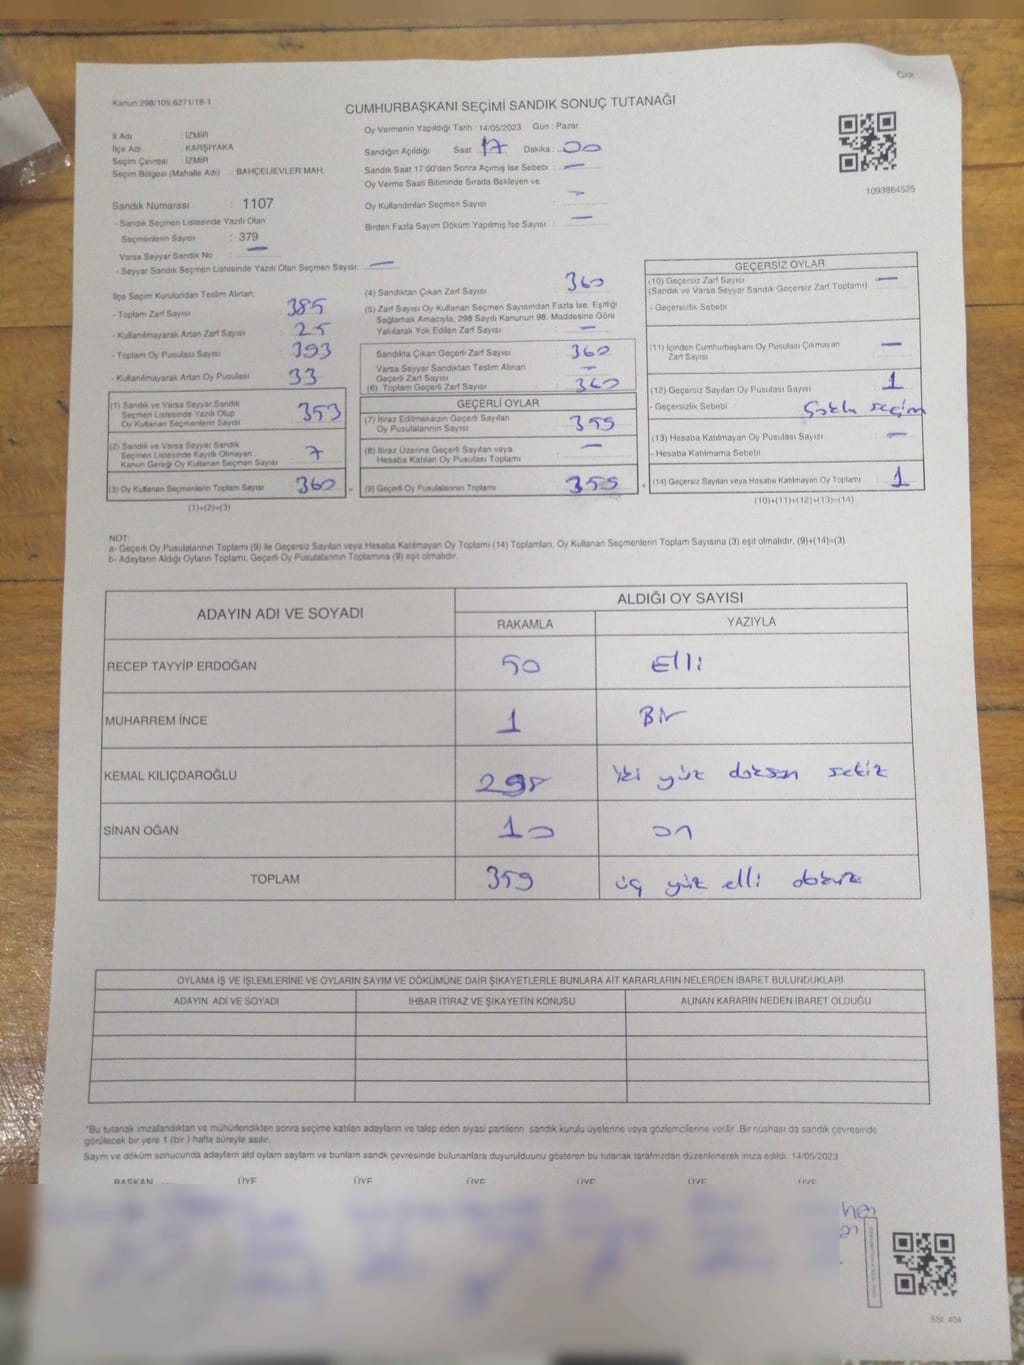 Kanun:298/105;6271/18-1
CUMHURBAŞKANI SEÇİMİ SANDIK SONUÇ TUTANAĞI
İl Adı : İZMİR
İlçe Adı : KARŞIYAKA
Seçim Çevresi : İZMİR
Seçim Bölgesi (Mahalle Adı) BAHÇELİEVLER MAH.
Sandık Numarası : 1107
- Sandık Seçmen Listesinde Yazılı Olan
Seçmenlerin Sayısı : 379
Varsa Seyyar Sandık No : —
- Seyyar Sandık Seçmen Listesinde Yazılı Olan Seçmen Sayısı: —
Oy Vermenin Yapıldığı Tarih : 14/05/2023 Gün : Pazar
Sandığın Açıldığı Saat : 17 Dakika : 00
Sandık Saat 17:00'den Sonra Açımış İse Sebebi : —
Oy Verme Saati Bitiminde Sırada Bekleyen ve
Oy Kullandırılan Seçmen Sayısı : —
Birden Fazla Sayım Döküm Yapılmış İse Sayısı : —
1093864525
İlçe Seçim Kurulundan Teslim Alınan;
- Toplam Zarf Sayısı : 385
- Kullanılmayarak Artan Zarf Sayısı : 25
- Toplam Oy Pusulası Sayısı : 393
- Kullanılmayarak Artan Oy Pusulası : 33
(1) Sandık ve Varsa Seyyar Sandık
Seçmen Listesinde Yazılı Olup
Oy Kullanan Seçmenlerin Sayısı : 353
(2) Sandık ve Varsa Seyyar Sandık
Seçmen Listesinde Kayıtlı Olmayan
Kanun Gereği Oy Kullanan Seçmen Sayısı : 7
(3) Oy Kullanan Seçmenlerin Toplam Sayısı : 360 =
(1)+(2)=(3)
(4) Sandıktan Çıkan Zarf Sayısı : 360
(5) Zarf Sayısı Oy Kullanan Seçmen Sayısından Fazla İse, Eşitliği
Sağlamak Amacıyla, 298 Sayılı Kanunun 98. Maddesine Göre
Yakılarak Yok Edilen Zarf Sayısı : —
Sandıkta Çıkan Geçerli Zarf Sayısı : 360
Varsa Seyyar Sandıktan Teslim Alınan
Geçerli Zarf Sayısı : —
(6) Toplam Geçerli Zarf Sayısı : 360
GEÇERLİ OYLAR
(7) İtiraz Edilmeksizin Geçerli Sayılan
Oy Pusulalarının Sayısı : 359
(8) İtiraz Üzerine Geçerli Sayılan veya
Hesaba Katılan Oy Pusulası Toplamı : —
(9) Geçerli Oy Pusulalarının Toplamı : 359 +
GEÇERSİZ OYLAR
(10) Geçersiz Zarf Sayısı : —
(Sandık ve Varsa Seyyar Sandık Geçersiz Zarf Toplamı)
- Geçersizlik Sebebi
(11) İçinden Cumhurbaşkanı Oy Pusulası Çıkmayan
Zarf Sayısı : —
(12) Geçersiz Sayılan Oy Pusulası Sayısı : 1
- Geçersizlik Sebebi : Çoklu seçim
(13) Hesaba Katılmayan Oy Pusulası Sayısı : —
- Hesaba Katılmama Sebebi
(14) Geçersiz Sayılan veya Hesaba Katılmayan Oy Toplamı : 1
(10)+(11)+(12)+(13)=(14)
NOT:
a- Geçerli Oy Pusulalarının Toplamı (9) ile Geçersiz Sayılan veya Hesaba Katılmayan Oy Toplamı (14) Toplamları, Oy Kullanan Seçmenlerin Toplam Sayısına (3) eşit olmalıdır. (9)+(14)=(3)
b- Adayların Aldığı Oyların Toplamı, Geçerli Oy Pusulalarının Toplamına (9) eşit olmalıdır.
ADAYIN ADI VE SOYADI ALDIĞI OY SAYISI
RAKAMLA YAZIYLA
RECEP TAYYİP ERDOĞAN 50 Elli
MUHARREM İNCE 1 Bir
KEMAL KILIÇDAROĞLU 298 iki yüz doksan sekiz
SİNAN OĞAN 10 on
TOPLAM 359 üç yüz elli dokuz
OYLAMA İŞ VE İŞLEMLERİNE VE OYLARIN SAYIM VE DÖKÜMÜNE DAİR ŞİKAYETLERLE BUNLARA AİT KARARLARIN NELERDEN İBARET BULUNDUKLARI
ADAYIN ADI VE SOYADI İHBAR İTİRAZ VE ŞİKAYETİN KONUSU ALINAN KARARIN NEDEN İBARET OLDUĞU
*Bu tutanak imzalandıktan ve mühürlendikten sonra seçime katılan adayların ve talep eden siyasi partilerin sandık kurulu üyelerine veya gözlemcilerine verilir .Bir nüshası da sandık çevresinde
görülecek bir yere 1 (bir ) hafta süreyle asılır.
Sayım ve döküm sonucunda adayların ald oyların sayıların ve bunların sandk çevresinde bulunanlara duyurulduunu gösteren bu tutanak tarafımzdan düzenlenerek imza edildi. 14/05/2023
BAŞKAN ÜYE ÜYE ÜYE ÜYE ÜYE ÜYE